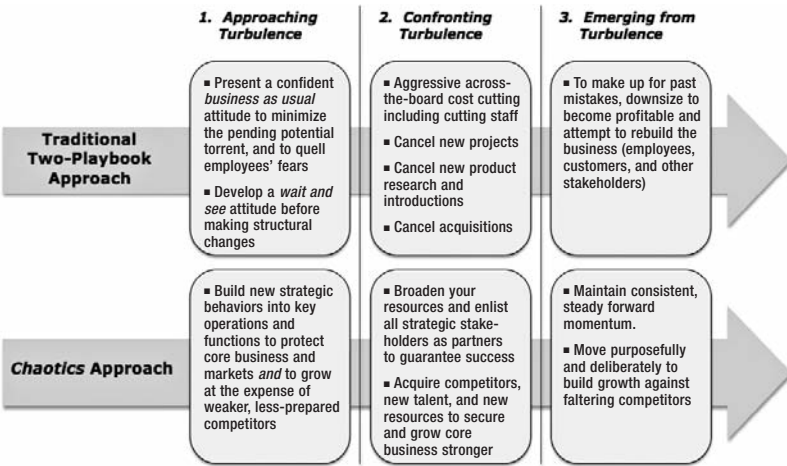 1. Approaching
Turbulence
2. Confronting
Turbulence
3. Emerging from
Turbulence
Traditional
Two-Playbook
Approach
■ Present a confident
business as usual
attitude to minimize
the pending potential
torrent, and to quell
employees’ fears
■ Develop a wait and
see attitude before
making structural
changes
■ Aggressive across-
the-board cost cutting
including cutting staff
■ Cancel new projects
■ Cancel new product
research and
introductions
■ Cancel acquisitions
■ To make up for past
mistakes, downsize to
become profitable and
attempt to rebuild the
business (employees,
customers, and other
stakeholders)
Chaotics Approach
■ Build new strategic
behaviors into key
operations and
functions to protect
core business and
markets and to grow
at the expense of
weaker, less-prepared
competitors
■ Broaden your
resources and enlist
all strategic stake-
holders as partners
to guarantee success
■ Acquire competitors,
new talent, and new
resources to secure
and grow core
business stronger
■ Maintain consistent,
steady forward
momentum.
■ Move purposefully
and deliberately to
build growth against
faltering competitors